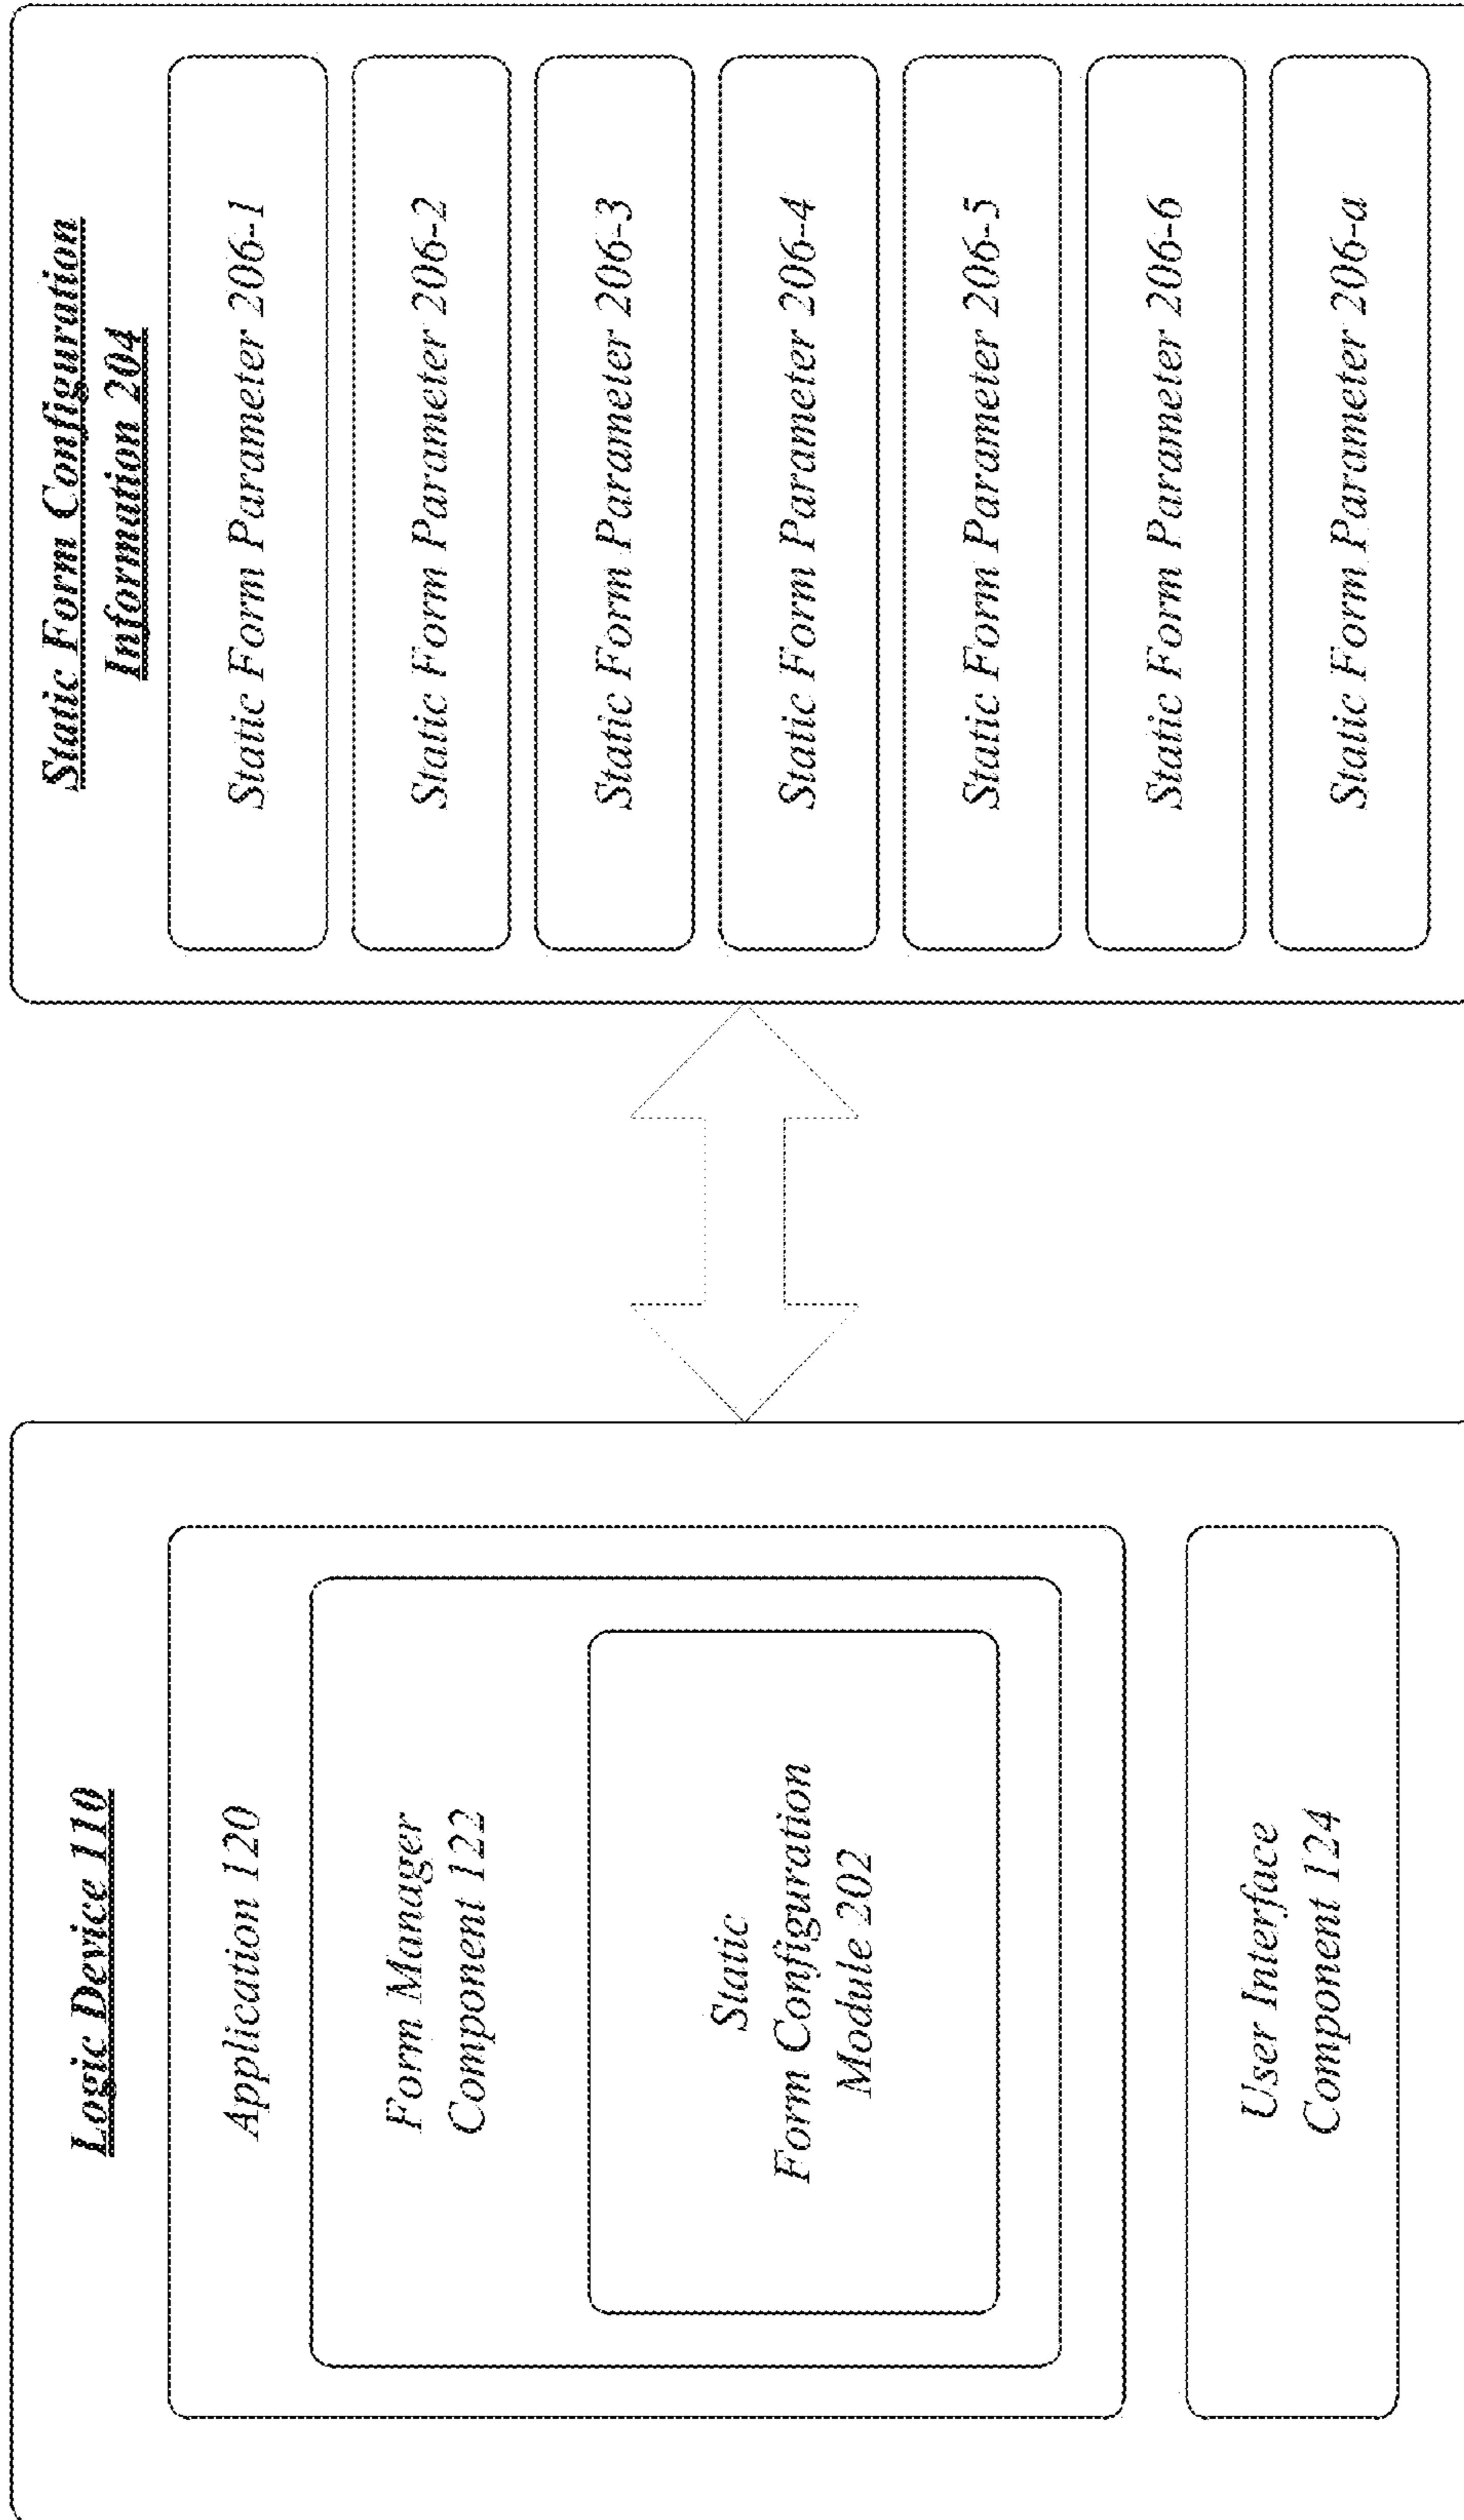 Logic Device 110
Application 120
Form Manager
Component 122
Static
Form Configuration
Module 202
User Interface
Component 124
Static Form Configuration
Information 204
Static Form Parameter 206-1
Static Form Parameter 206-2
Static Form Parameter 206-3
Static Form Parameter 206-4
Static Form Parameter 206-5
Static Form Parameter 206-6
Static Form Parameter 206-a